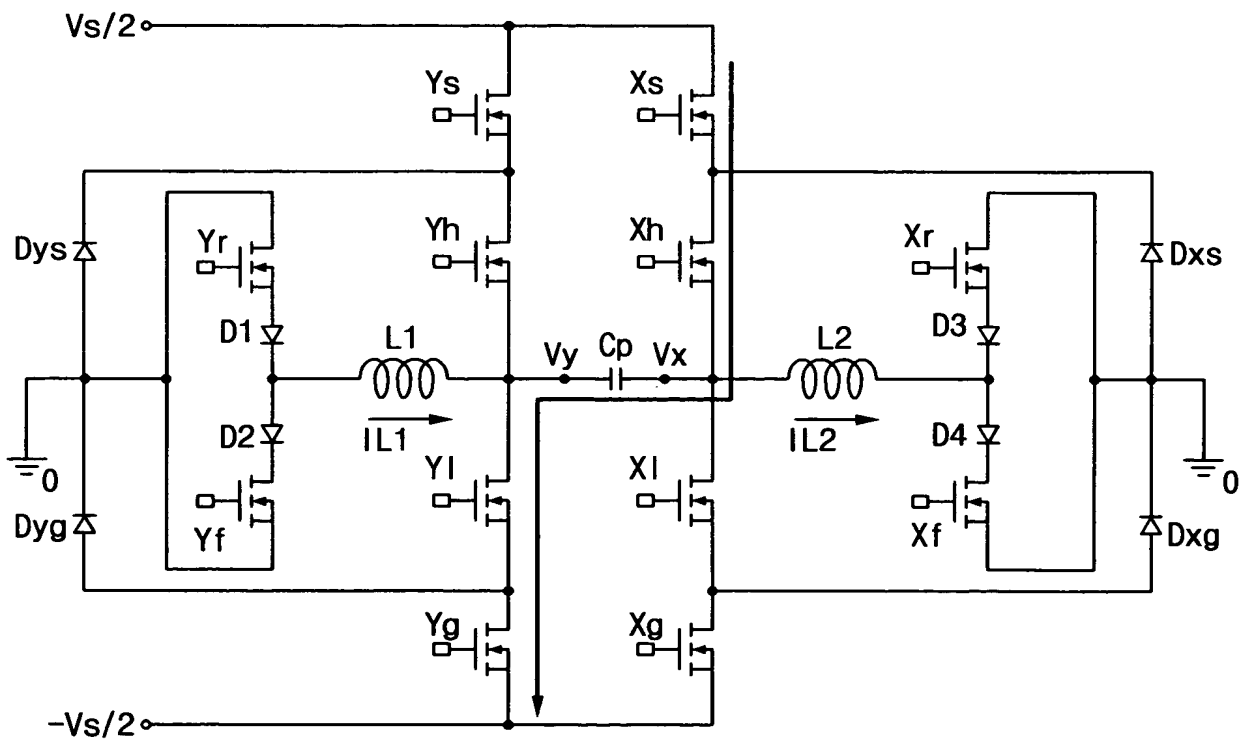 Vs/2
Ys
Xs
Yh
Xh
Dys
Yr
Xr
Dxs
D1
L1
Vy
Cp
Vx
L2
D3
IL1
IL2
D2
D4
0
0
Yl
Xl
Dyg
Yf
Xf
Dxg
Yg
Xg
-Vs/2